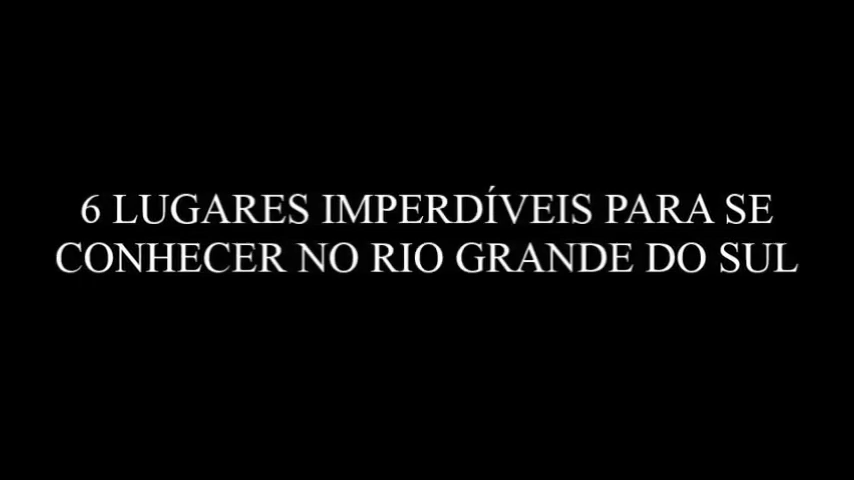 6 LUGARES IMPERDÍVEIS PARA SE
CONHECER NO RIO GRANDE DO SUL